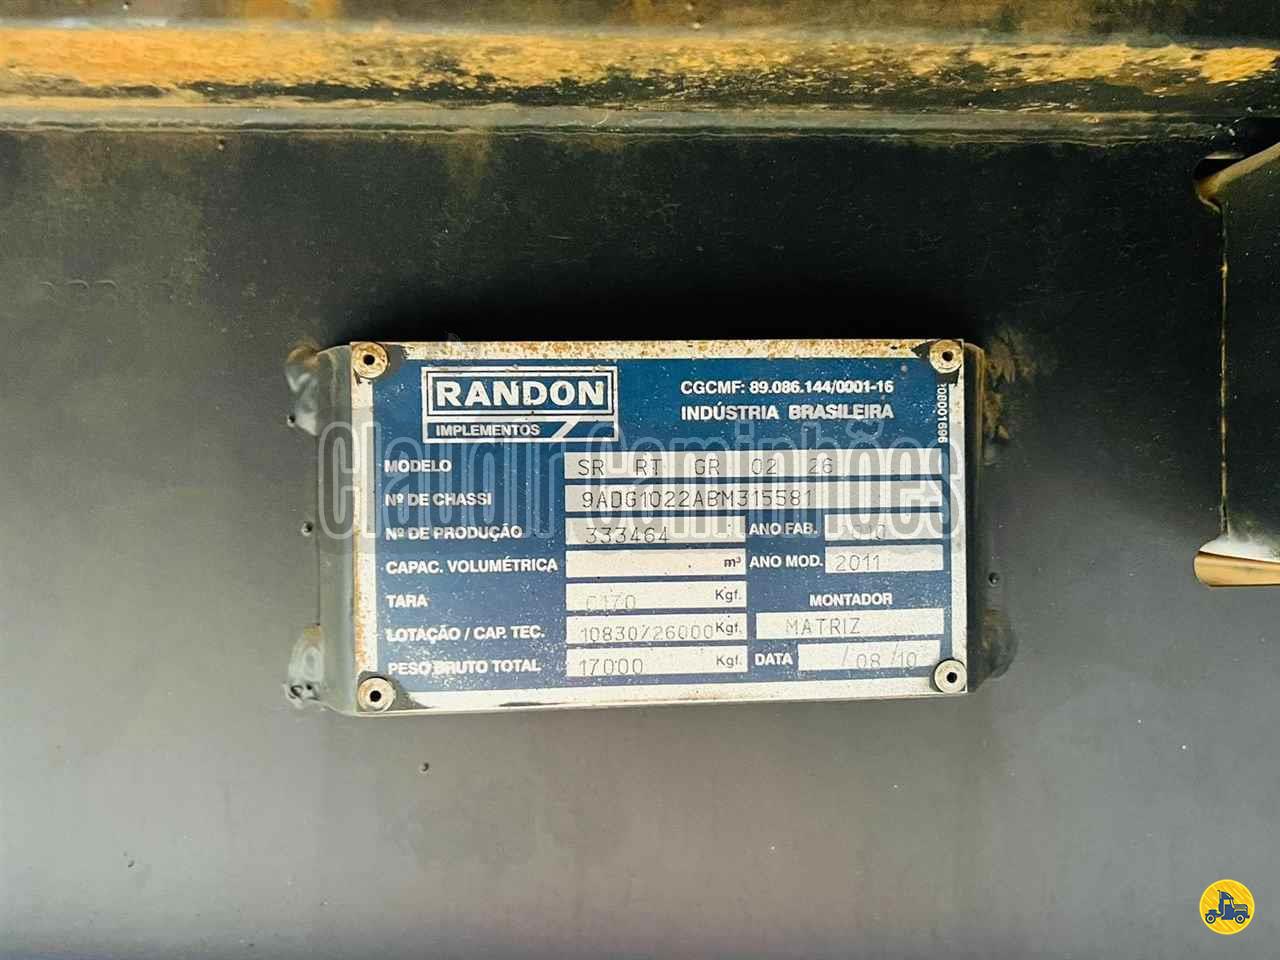 RANDON
IMPLEMENTOS
CGCMF: 89.086.144/0001-16
INDÚSTRIA BRASILEIRA
Claudir Caminhões
MODELO SR RT GR 02 26
Nº DE CHASSI 9ADG1022ABM315581
Nº DE PRODUÇÃO 333464 ANO FAB. 2010
CAPAC. VOLUMÉTRICA m³ ANO MOD. 2011
TARA Kgf. MONTADOR
LOTAÇÃO / CAP. TEC. 10830/26000 Kgf. MATRIZ
PESO BRUTO TOTAL 17000 Kgf. DATA /08/10